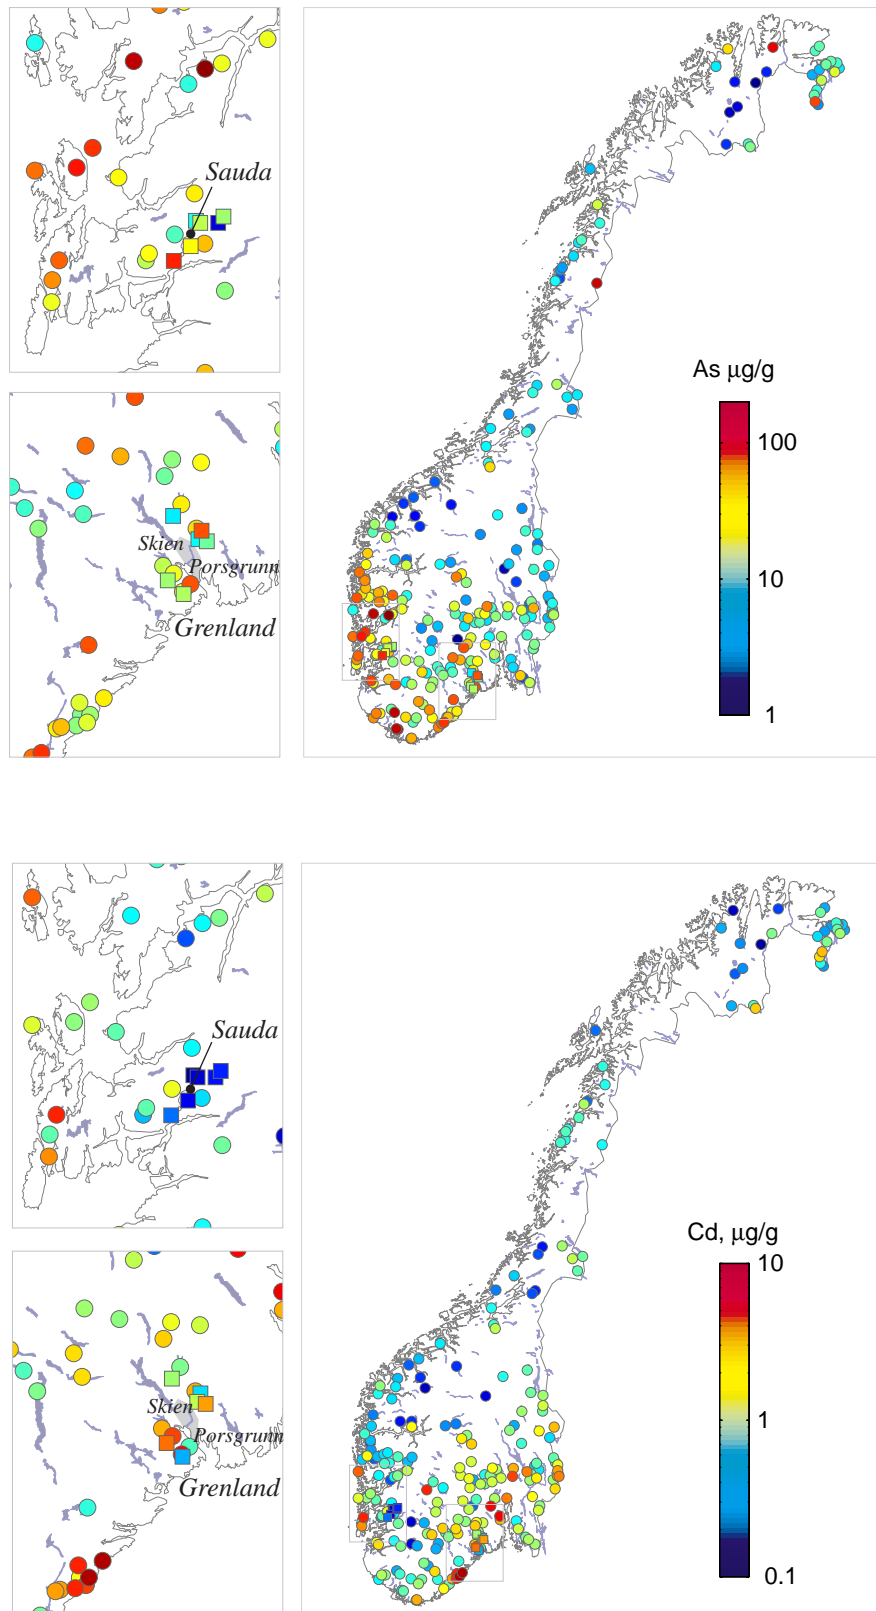 Sauda
Skien
Porsgrunn
Grenland
As µg/g
100
10
1
Sauda
Skien
Porsgrunn
Grenland
Cd, µg/g
10
1
0.1